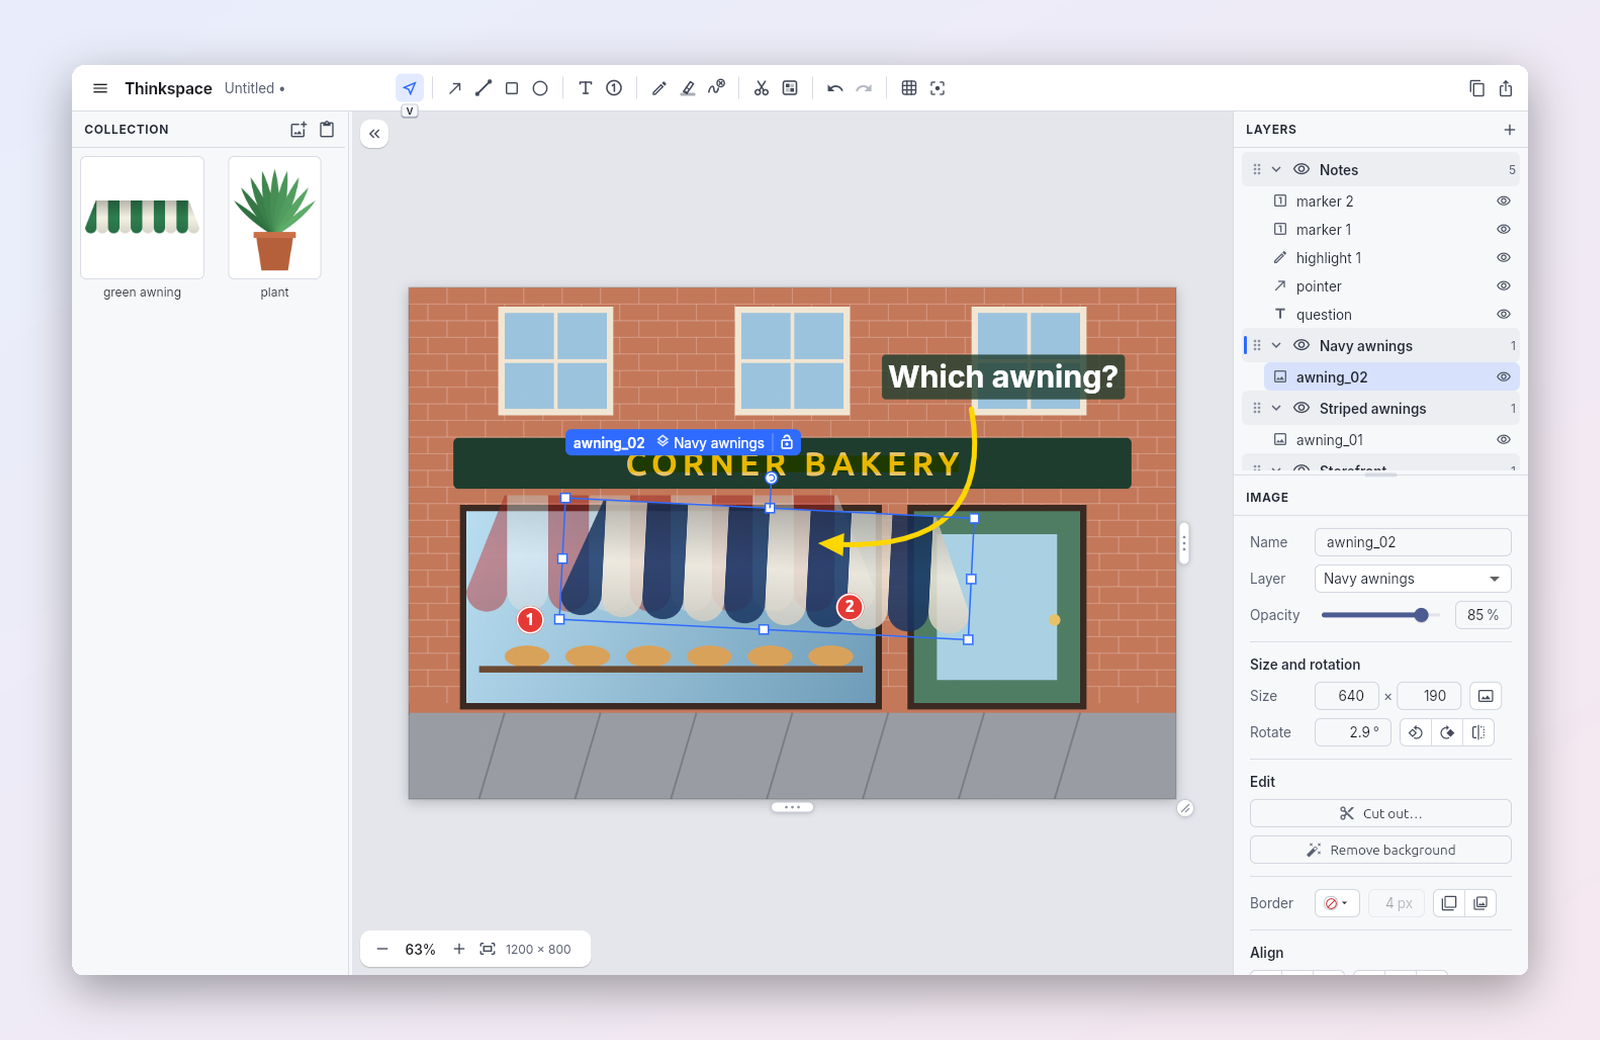 Thinkspace Untitled •
V
COLLECTION
green awning
plant
Which awning?
awning_02 Navy awnings
CORNER BAKERY
1
2
63%
1200 × 800
LAYERS
Notes 5
marker 2
marker 1
highlight 1
pointer
question
Navy awnings 1
awning_02
Striped awnings 1
awning_01
Storefront 1
IMAGE
Name awning_02
Layer Navy awnings
Opacity 85 %
Size and rotation
Size 640 × 190
Rotate 2.9 °
Edit
Cut out...
Remove background
Border 4 px
Align